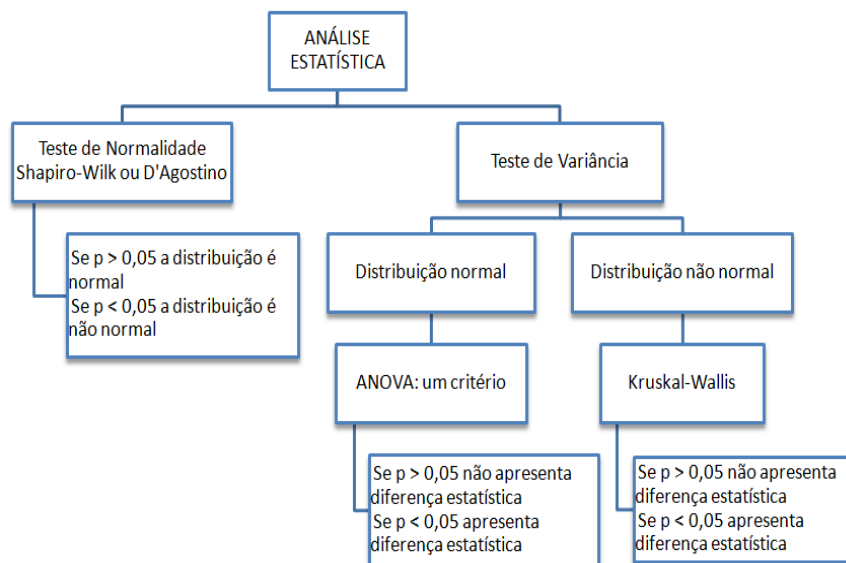 ANÁLISE
ESTATÍSTICA
Teste de Normalidade
Shapiro-Wilk ou D'Agostino
Teste de Variância
Se p > 0,05 a distribuição é
normal
Se p < 0,05 a distribuição é
não normal
Distribuição normal
Distribuição não normal
ANOVA: um critério
Kruskal-Wallis
Se p > 0,05 não apresenta
diferença estatística
Se p < 0,05 apresenta
diferença estatística
Se p > 0,05 não apresenta
diferença estatística
Se p < 0,05 apresenta
diferença estatística